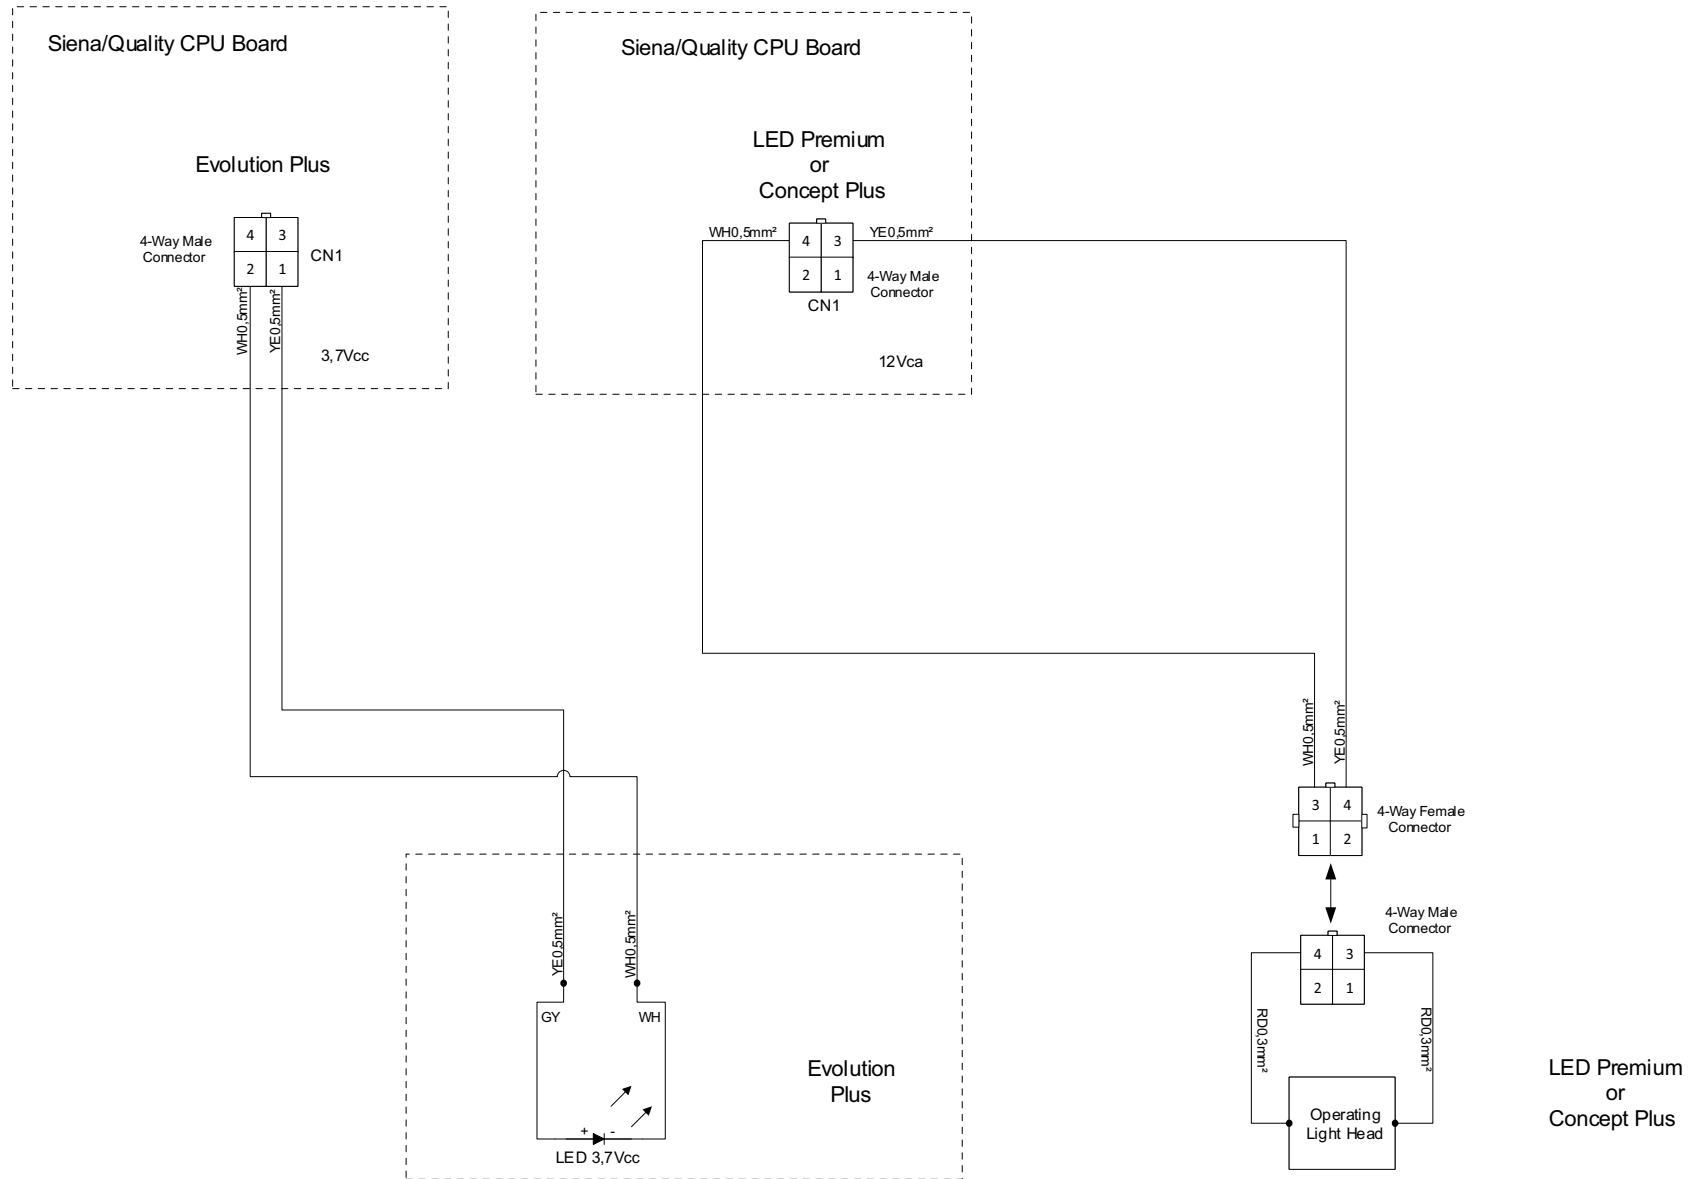 Siena/Quality CPU Board
Evolution Plus
4-Way Male
Connector
4 3
2 1
CN1
WH0,5mm²
YE0,5mm²
3,7Vcc
Siena/Quality CPU Board
LED Premium
or
Concept Plus
WH0,5mm²
4 3
2 1
YE0,5mm²
4-Way Male
Connector
CN1
12Vca
WH0,5mm²
YE0,5mm²
3 4
1 2
4-Way Female
Connector
4-Way Male
Connector
4 3
2 1
RD0,3mm²
RD0,3mm²
Operating
Light Head
LED Premium
or
Concept Plus
YE0,5mm²
WH0,5mm²
GY
WH
+ -
LED 3,7Vcc
Evolution
Plus